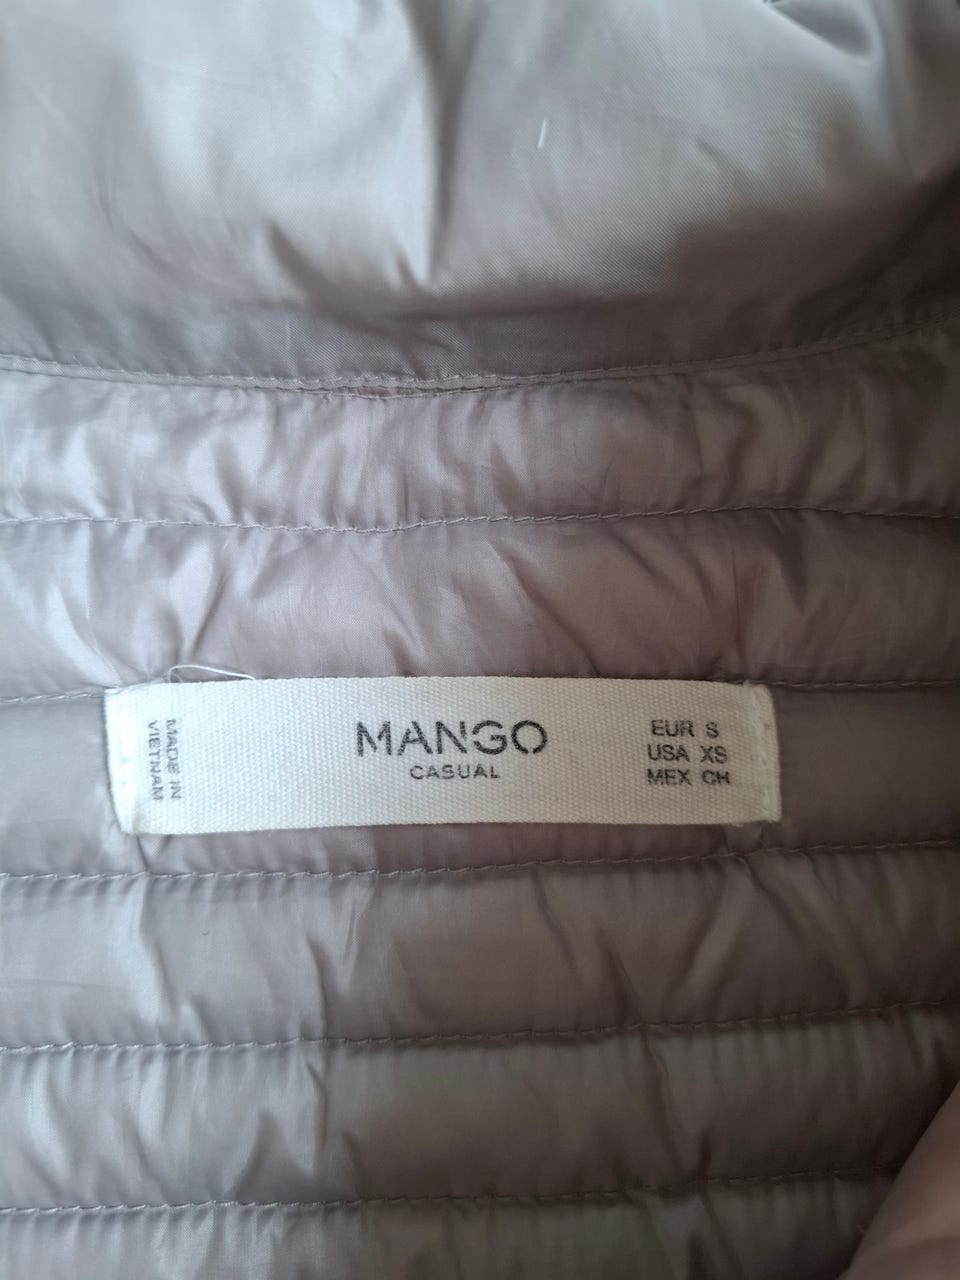 MADE IN
VIETNAM
MANGO
CASUAL
EUR S
USA XS
MEX CH